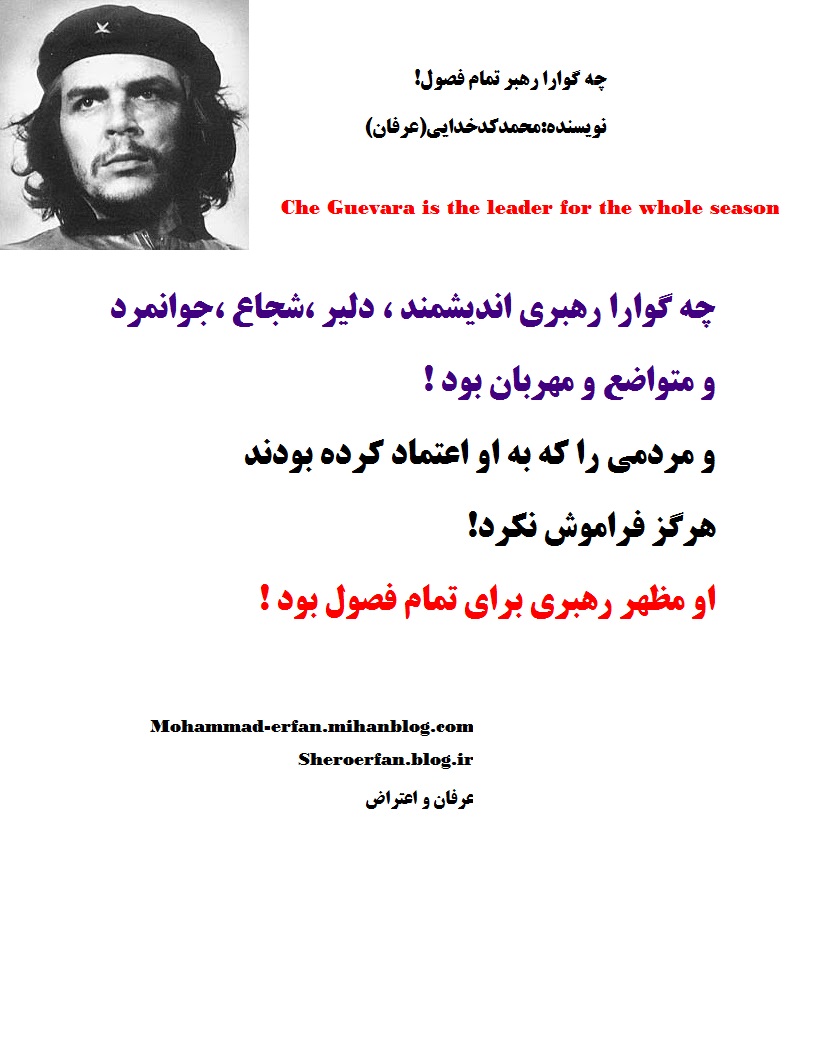 چه گوارا رهبر تمام فصول!
نویسنده:محمدکدخدایی(عرفان)
Che Guevara is the leader for the whole season
چه گوارا رهبری اندیشمند ، دلیر ،شجاع ،جوانمرد
و متواضع و مهربان بود !
و مردمی را که به او اعتماد کرده بودند
هرگز فراموش نکرد!
او مظهر رهبری برای تمام فصول بود !
Mohammad-erfan.mihanblog.com
Sheroerfan.blog.ir
عرفان و اعتراض